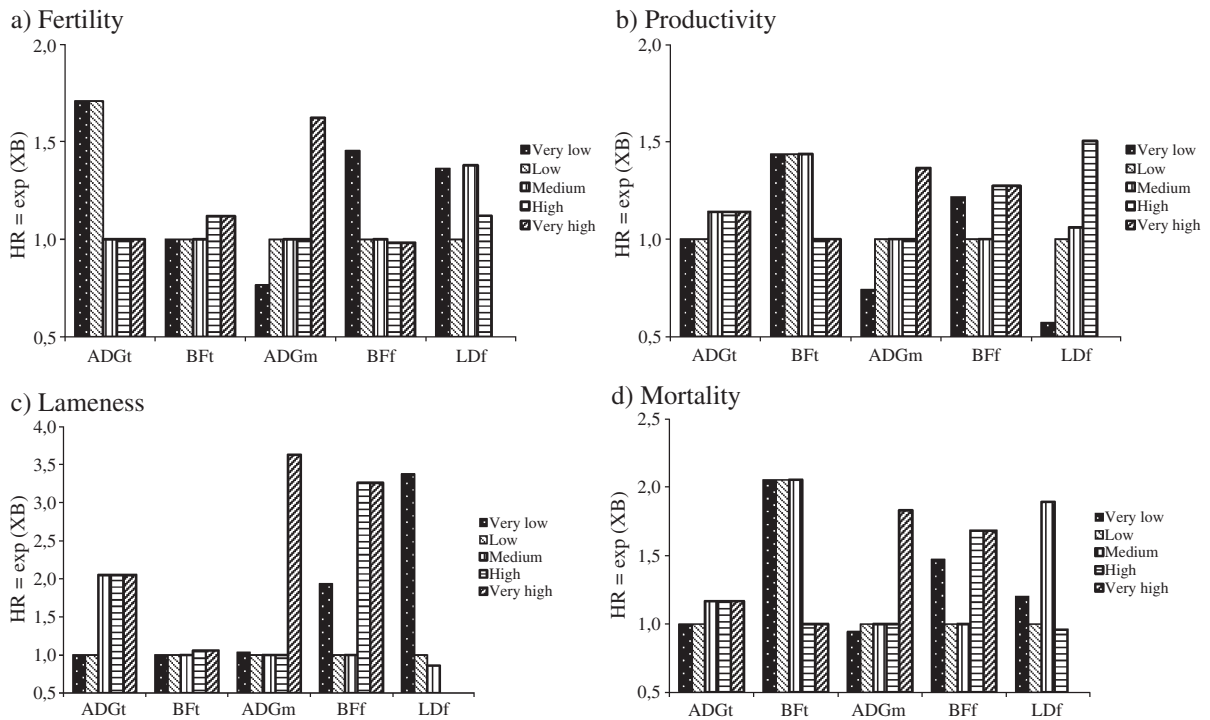 a) Fertility
2,0
1,5
1,0
0,5
HR = exp (XB)
ADGt BFt ADGm BFf LDf
Very low
Low
Medium
High
Very high
b) Productivity
2,0
1,5
1,0
0,5
HR = exp (XB)
ADGt BFt ADGm BFf LDf
Very low
Low
Medium
High
Very high
c) Lameness
4,0
3,5
3,0
2,5
2,0
1,5
1,0
0,5
HR = exp (XB)
ADGt BFt ADGm BFf LDf
Very low
Low
Medium
High
Very high
d) Mortality
2,5
2,0
1,5
1,0
0,5
HR = exp (XB)
ADGt BFt ADGm BFf LDf
Very low
Low
Medium
High
Very high